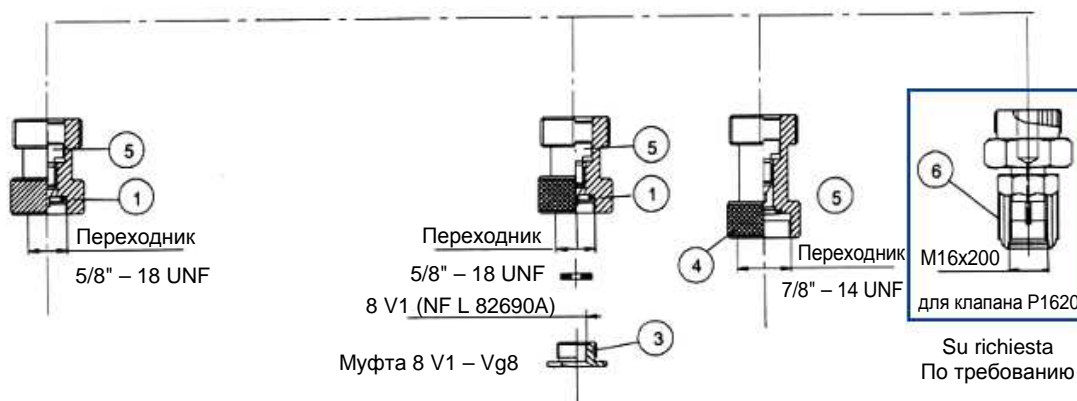 5
1
Переходник
5/8" – 18 UNF
5
1
Переходник
5/8" – 18 UNF
8 V1 (NF L 82690A)
3
Муфта 8 V1 – Vg8
5
4
Переходник
7/8" – 14 UNF
6
M16x200
для клапана P1620
Su richiesta
По требованию